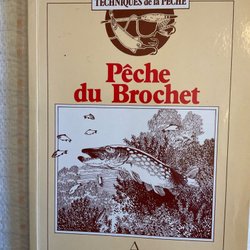 TECHNIQUES de la PÊCHE
Pêche
du Brochet